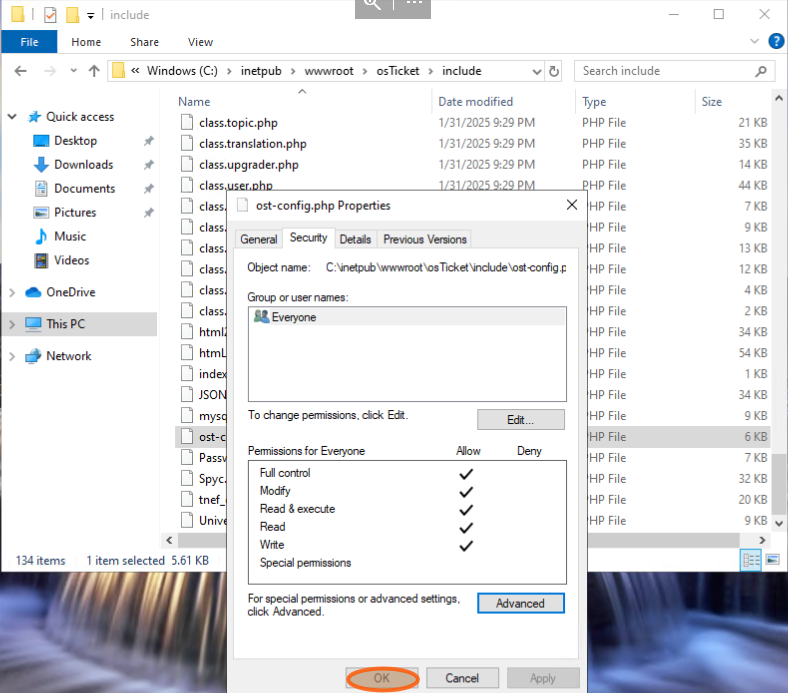 include
File Home Share View
« Windows (C:) › inetpub › wwwroot › osTicket › include
Search include
Name Date modified Type Size
Quick access
Desktop
Downloads
Documents
Pictures
Music
Videos
OneDrive
This PC
Network
class.topic.php 1/31/2025 9:29 PM PHP File 21 KB
class.translation.php 1/31/2025 9:29 PM PHP File 35 KB
class.upgrader.php 1/31/2025 9:29 PM PHP File 14 KB
class.user.php 1/31/2025 9:29 PM PHP File 44 KB
class. PHP File 7 KB
class. PHP File 9 KB
class. PHP File 13 KB
class. PHP File 12 KB
class. PHP File 4 KB
class. PHP File 2 KB
html2 PHP File 34 KB
htmL PHP File 54 KB
index PHP File 1 KB
JSON PHP File 34 KB
mysq PHP File 9 KB
ost-c PHP File 6 KB
Passw PHP File 7 KB
Spyc. PHP File 32 KB
tnef_ PHP File 20 KB
Unive PHP File 9 KB
134 items 1 item selected 5.61 KB
ost-config.php Properties
General Security Details Previous Versions
Object name: C:\inetpub\wwwroot\osTicket\include\ost-config.p
Group or user names:
Everyone
To change permissions, click Edit.
Edit...
Permissions for Everyone Allow Deny
Full control
Modify
Read & execute
Read
Write
Special permissions
For special permissions or advanced settings,
click Advanced.
Advanced
OK Cancel Apply